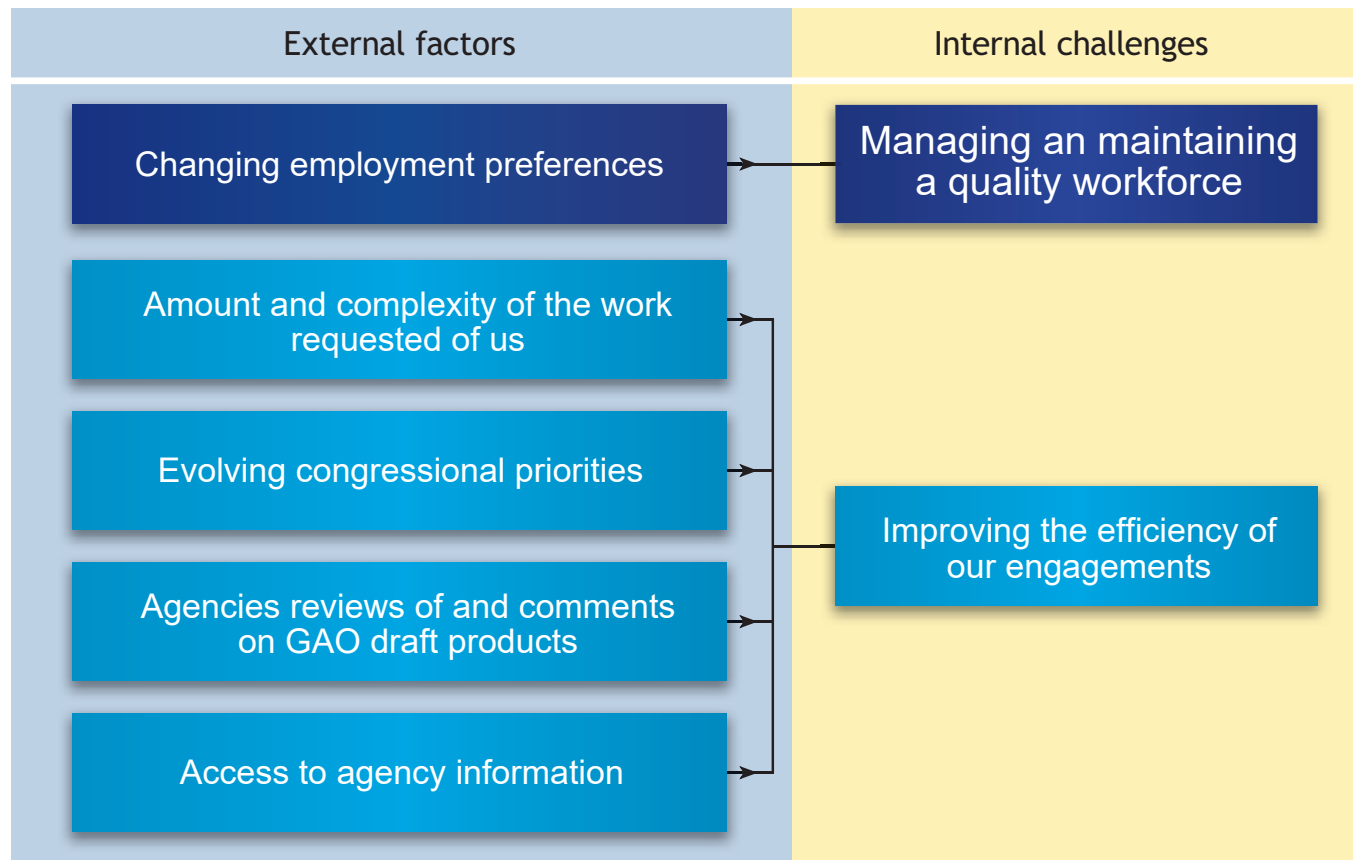 External factors
Internal challenges
Changing employment preferences
Managing an maintaining
a quality workforce
Amount and complexity of the work
requested of us
Evolving congressional priorities
Improving the efficiency of
our engagements
Agencies reviews of and comments
on GAO draft products
Access to agency information